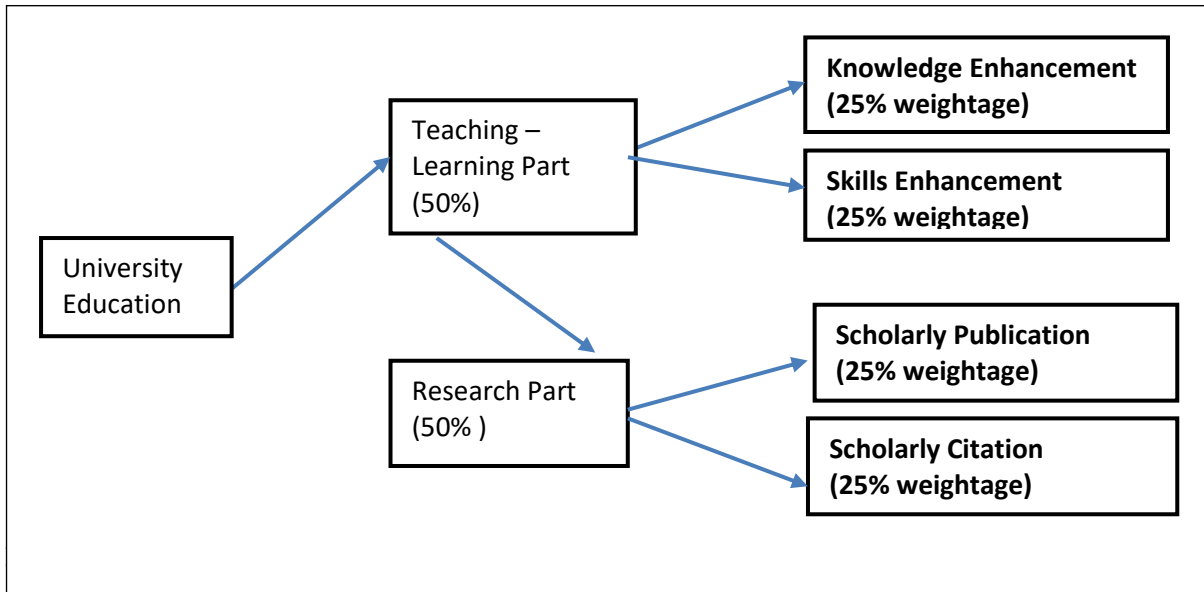 University
Education
Teaching –
Learning Part
(50%)
Knowledge Enhancement
(25% weightage)
Skills Enhancement
(25% weightage)
Research Part
(50% )
Scholarly Publication
(25% weightage)
Scholarly Citation
(25% weightage)